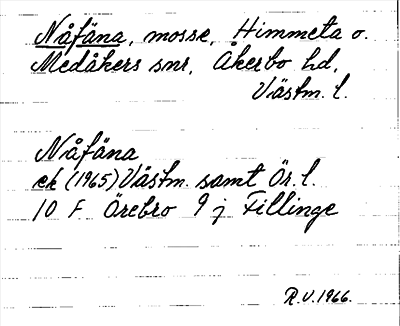 Nåfäna, mosse, Himmeta o.
Medåkers snr, Åkerbo hd,
Västm. l.
Nåfäna
ek (1965) Västm. samt Ör. l.
10 F Örebro 9 j Fillinge
R.V. 1966.